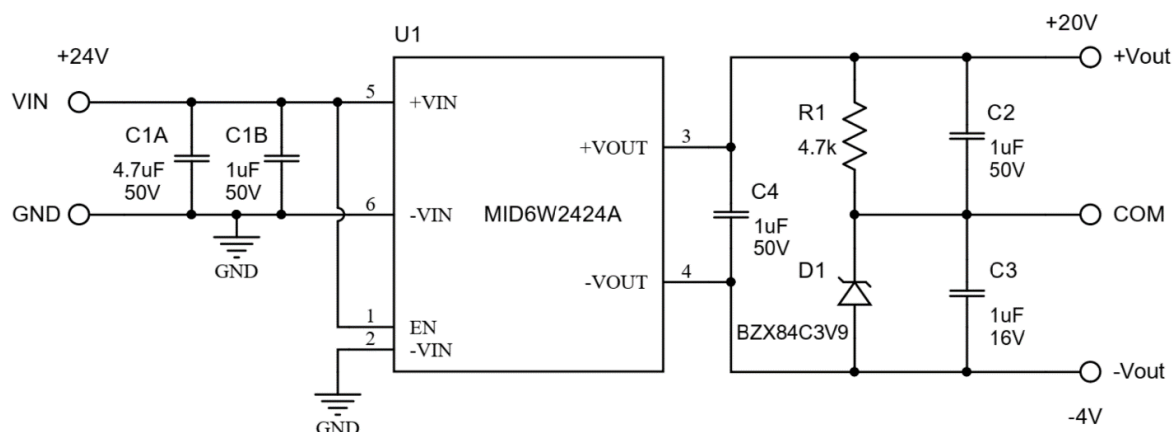 U1
+24V
+20V
+Vout
VIN
5
+VIN
C1A
C1B
R1
C2
4.7uF
50V
1uF
50V
3
+VOUT
4.7k
1uF
50V
C4
GND
6
-VIN
MID6W2424A
COM
1uF
50V
GND
4
-VOUT
D1
C3
1uF
16V
1
EN
BZX84C3V9
2
-VIN
-Vout
GND
-4V